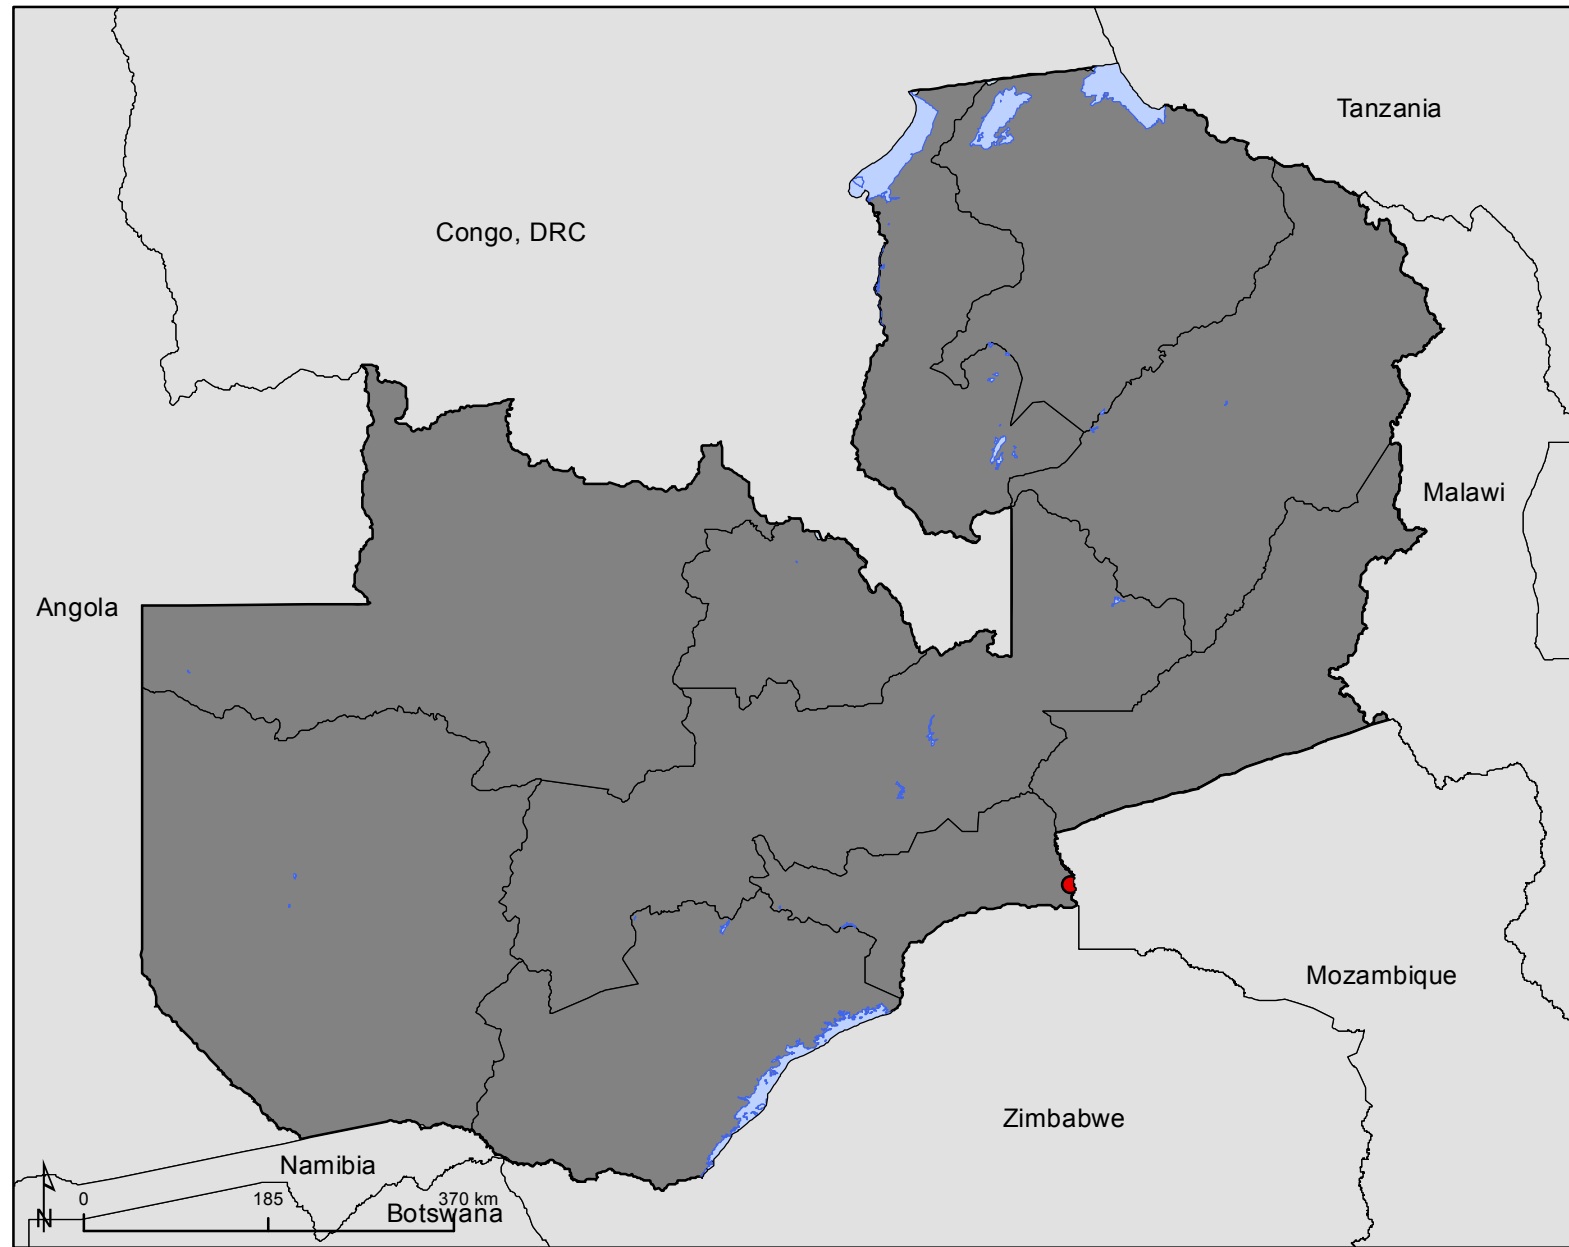 Tanzania
Congo, DRC
Malawi
Angola
Mozambique
Zimbabwe
Namibia
0 185 370 km
Botswana
N